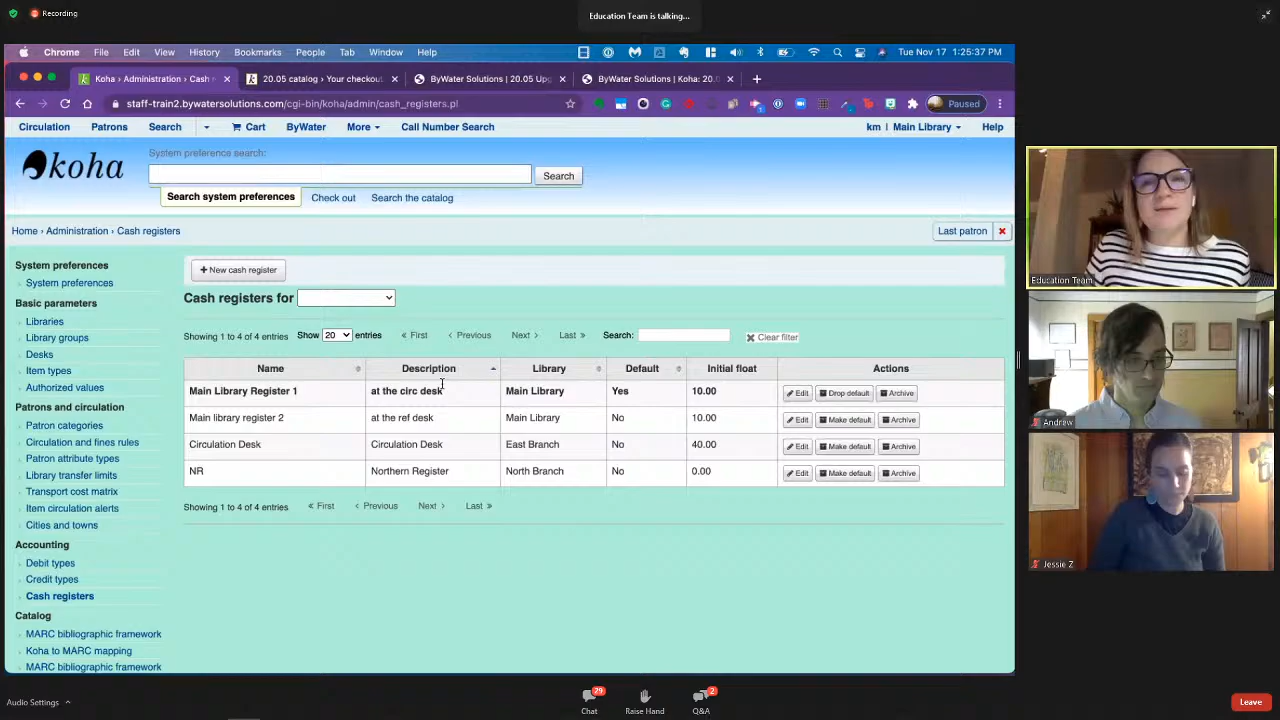 Recording
Education Team is talking...
Chrome File Edit View History Bookmarks People Tab Window Help Tue Nov 17 1:25:37 PM
Koha › Administration › Cash r × 20.05 catalog › Your checkout × ByWater Solutions | 20.05 Upg × ByWater Solutions | Koha: 20.0 ×
staff-train2.bywatersolutions.com/cgi-bin/koha/admin/cash_registers.pl Paused
Circulation Patrons Search Cart ByWater More Call Number Search km | Main Library Help
koha
System preference search:
Search
Search system preferences Check out Search the catalog
Home › Administration › Cash registers Last patron
System preferences
System preferences
Basic parameters
Libraries
Library groups
Desks
Item types
Authorized values
Patrons and circulation
Patron categories
Circulation and fines rules
Patron attribute types
Library transfer limits
Transport cost matrix
Item circulation alerts
Cities and towns
Accounting
Debit types
Credit types
Cash registers
Catalog
MARC bibliographic framework
Koha to MARC mapping
MARC bibliographic framework
+ New cash register
Cash registers for
Showing 1 to 4 of 4 entries Show 20 entries First Previous Next Last Search: Clear filter
Name Description Library Default Initial float Actions
Main Library Register 1 at the circ desk Main Library Yes 10.00 Edit Drop default Archive
Main library register 2 at the ref desk Main Library No 10.00 Edit Make default Archive
Circulation Desk Circulation Desk East Branch No 40.00 Edit Make default Archive
NR Northern Register North Branch No 0.00 Edit Make default Archive
Showing 1 to 4 of 4 entries First Previous Next Last
Education Team
Andrew
Jessie Z
Audio Settings
29
Chat
Raise Hand
2
Q&A
Leave